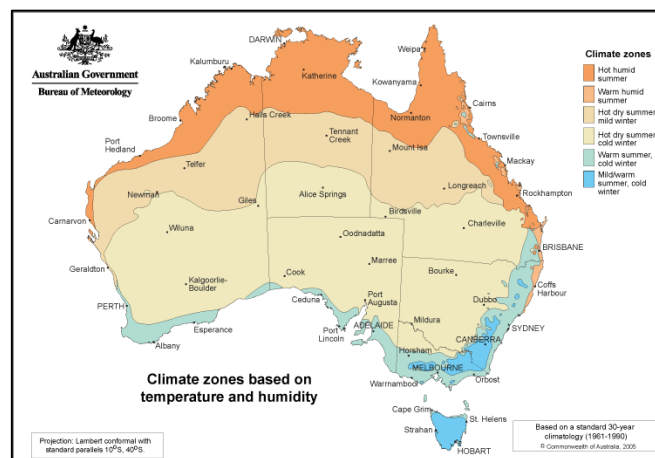 Australian Government
Bureau of Meteorology
Climate zones
Hot humid
summer
Warm humid
summer
Hot dry summer
mild winter
Hot dry summer
cold winter
Warm summer,
cold winter
Mild/warm
summer, cold
winter
DARWIN
Weipa
Kalumburu
Katherine
Kowanyama
Cairns
Normanton
Halls Creek
Broome
Tennant
Creek
Townsville
Port
Hedland
Mount Isa
Mackay
Telfer
Longreach
Rockhampton
Newman
Alice Springs
Giles
Birdsville
Carnarvon
Charleville
Wiluna
Oodnadatta
BRISBANE
Marree
Geraldton
Cook
Bourke
Coffs
Harbour
Kalgoorlie-
Boulder
Port
Augusta
Dubbo
Ceduna
PERTH
Mildura
SYDNEY
Esperance
Port
Lincoln
ADELAIDE
CANBERRA
Albany
Horsham
MELBOURNE
Orbost
Warrnambool
Climate zones based on
temperature and humidity
Cape Grim
St. Helens
Strahan
HOBART
Projection: Lambert conformal with
standard parallels 10°S, 40°S.
Based on a standard 30-year
climatology (1961-1990)
© Commonwealth of Australia, 2005